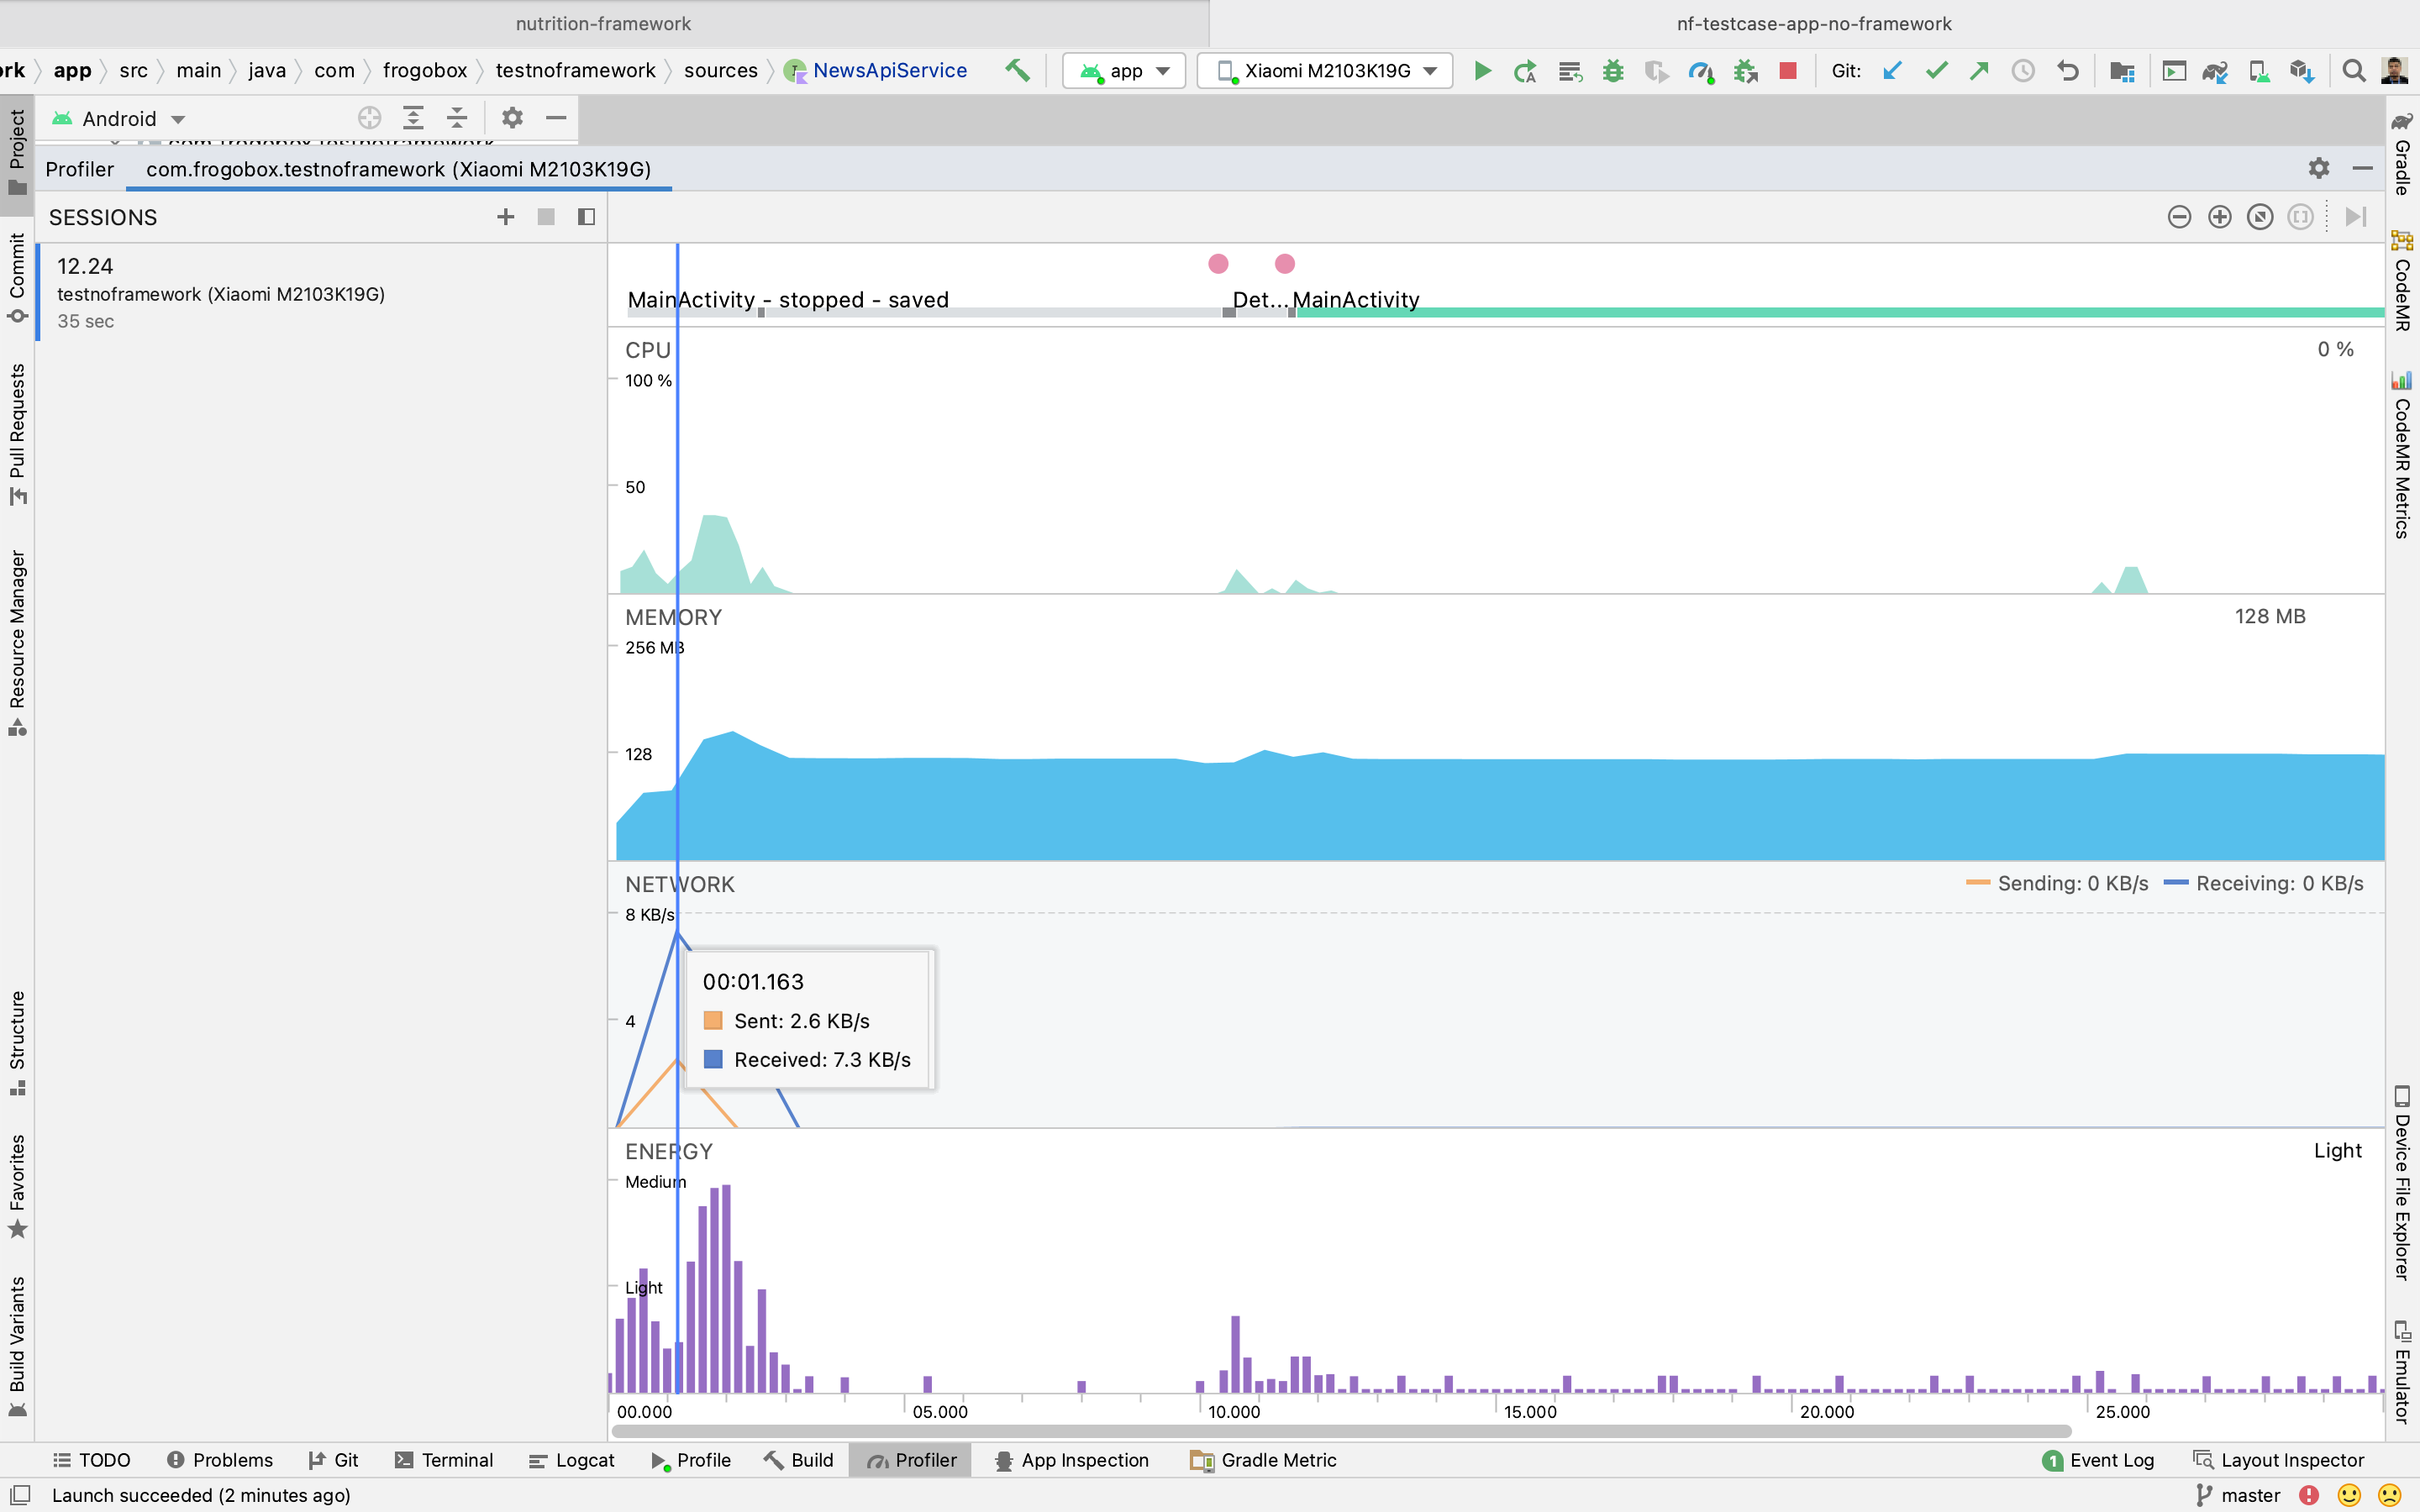 nutrition-framework
nf-testcase-app-no-framework
rk app src main java com frogobox testnoframework sources NewsApiService
app
Xiaomi M2103K19G
Git:
Android
Profiler
com.frogobox.testnoframework (Xiaomi M2103K19G)
SESSIONS
12.24
testnoframework (Xiaomi M2103K19G)
35 sec
MainActivity - stopped - saved
Det...
MainActivity
CPU
0 %
100 %
50
MEMORY
128 MB
256 MB
128
NETWORK
Sending: 0 KB/s
Receiving: 0 KB/s
8 KB/s
4
00:01.163
Sent: 2.6 KB/s
Received: 7.3 KB/s
ENERGY
Light
Medium
Light
00.000
05.000
10.000
15.000
20.000
25.000
Project
Commit
Pull Requests
Resource Manager
Structure
Favorites
Build Variants
Gradle
CodeMR
CodeMR Metrics
Device File Explorer
Emulator
TODO
Problems
Git
Terminal
Logcat
Profile
Build
Profiler
App Inspection
Gradle Metric
1 Event Log
Layout Inspector
Launch succeeded (2 minutes ago)
master